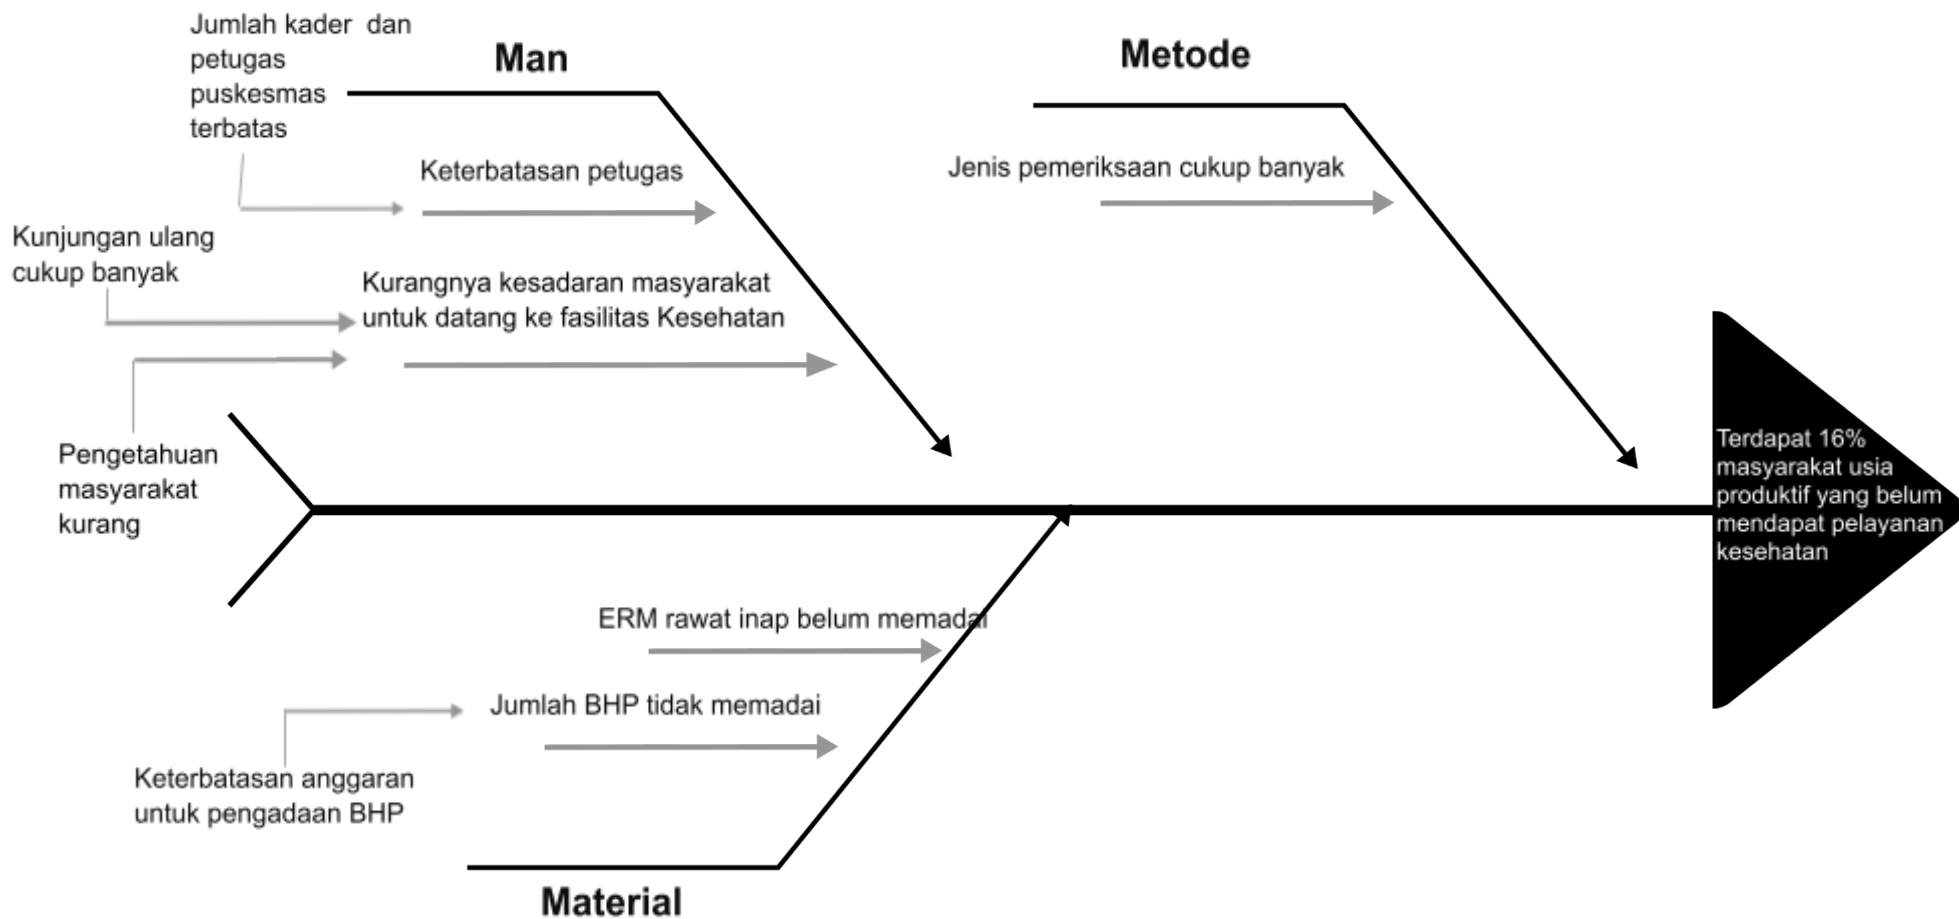 Jumlah kader dan
petugas
puskesmas
terbatas
Man
Metode
Keterbatasan petugas
Jenis pemeriksaan cukup banyak
Kunjungan ulang
cukup banyak
Kurangnya kesadaran masyarakat
untuk datang ke fasilitas Kesehatan
Pengetahuan
masyarakat
kurang
Terdapat 16%
masyarakat usia
produktif yang belum
mendapat pelayanan
kesehatan
ERM rawat inap belum memadai
Jumlah BHP tidak memadai
Keterbatasan anggaran
untuk pengadaan BHP
Material